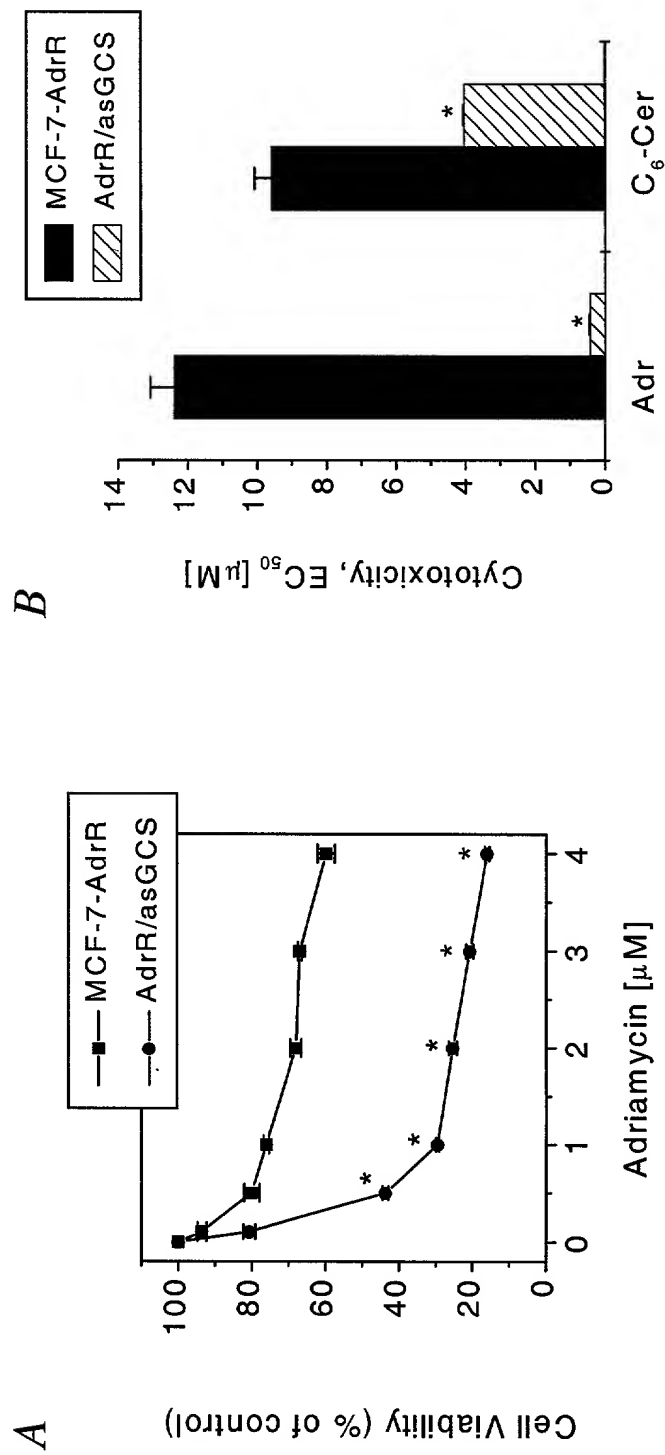 A
MCF-7-AdrR
AdrR/asGCS
Cell Viability (% of control)
100
80
60
40
20
0
*
*
*
*
*
0
1
2
3
4
Adriamycin [μM]
B
MCF-7-AdrR
AdrR/asGCS
Cytotoxicity, EC₅₀ [μM]
14
12
10
8
6
4
2
0
*
*
Adr
C₆-Cer